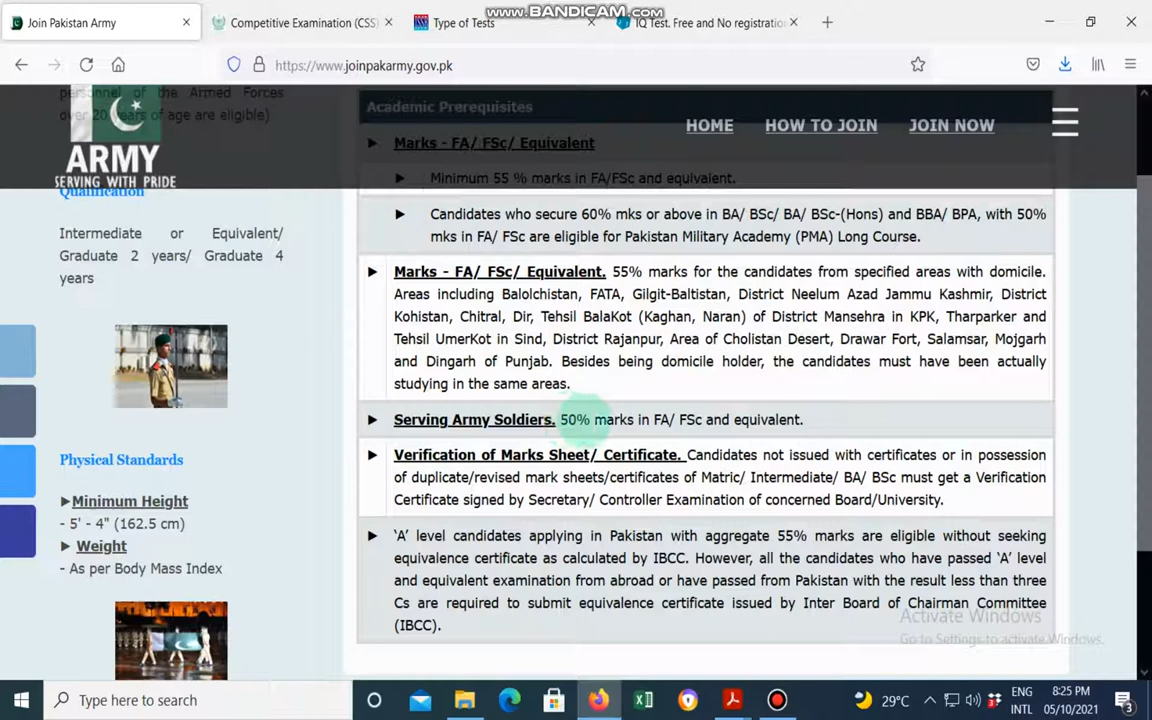 www.BANDICAM.com
Join Pakistan Army
Competitive Examination (CSS)
Type of Tests
IQ Test. Free and No registration
https://www.joinpakarmy.gov.pk
personnel of the Armed Forces
over 20 years of age are eligible)
ARMY
SERVING WITH PRIDE
HOME
HOW TO JOIN
JOIN NOW
Qualification
Intermediate or Equivalent/
Graduate 2 years/ Graduate 4
years
Physical Standards
►Minimum Height
- 5' - 4" (162.5 cm)
► Weight
- As per Body Mass Index
Academic Prerequisites
► Marks - FA/ FSc/ Equivalent
► Minimum 55 % marks in FA/FSc and equivalent.
► Candidates who secure 60% mks or above in BA/ BSc/ BA/ BSc-(Hons) and BBA/ BPA, with 50%
mks in FA/ FSc are eligible for Pakistan Military Academy (PMA) Long Course.
► Marks - FA/ FSc/ Equivalent. 55% marks for the candidates from specified areas with domicile.
Areas including Balolchistan, FATA, Gilgit-Baltistan, District Neelum Azad Jammu Kashmir, District
Kohistan, Chitral, Dir, Tehsil BalaKot (Kaghan, Naran) of District Mansehra in KPK, Tharparker and
Tehsil UmerKot in Sind, District Rajanpur, Area of Cholistan Desert, Drawar Fort, Salamsar, Mojgarh
and Dingarh of Punjab. Besides being domicile holder, the candidates must have been actually
studying in the same areas.
► Serving Army Soldiers. 50% marks in FA/ FSc and equivalent.
► Verification of Marks Sheet/ Certificate. Candidates not issued with certificates or in possession
of duplicate/revised mark sheets/certificates of Matric/ Intermediate/ BA/ BSc must get a Verification
Certificate signed by Secretary/ Controller Examination of concerned Board/University.
► ‘A’ level candidates applying in Pakistan with aggregate 55% marks are eligible without seeking
equivalence certificate as calculated by IBCC. However, all the candidates who have passed ‘A’ level
and equivalent examination from abroad or have passed from Pakistan with the result less than three
Cs are required to submit equivalence certificate issued by Inter Board of Chairman Committee
(IBCC).
Activate Windows
Go to Settings to activate Windows.
Type here to search
29°C
ENG
INTL
8:25 PM
05/10/2021
3